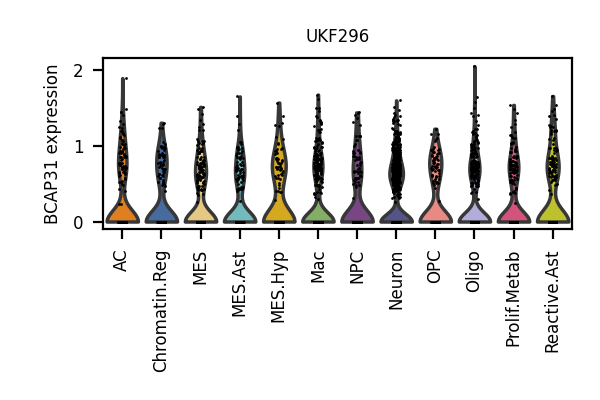 UKF296
BCAP31 expression
2
1
0
AC
Chromatin.Reg
MES
MES.Ast
MES.Hyp
Mac
NPC
Neuron
OPC
Oligo
Prolif.Metab
Reactive.Ast